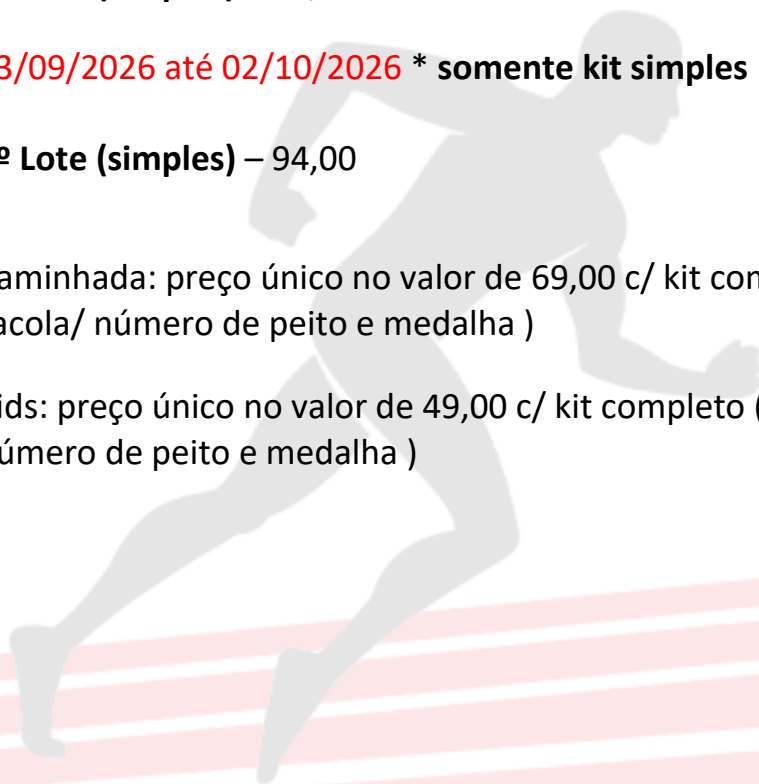 3/09/2026 até 02/10/2026 * somente kit simples
º Lote (simples) – 94,00
aminhada: preço único no valor de 69,00 c/ kit com
acola/ número de peito e medalha )
ids: preço único no valor de 49,00 c/ kit completo (
úmero de peito e medalha )